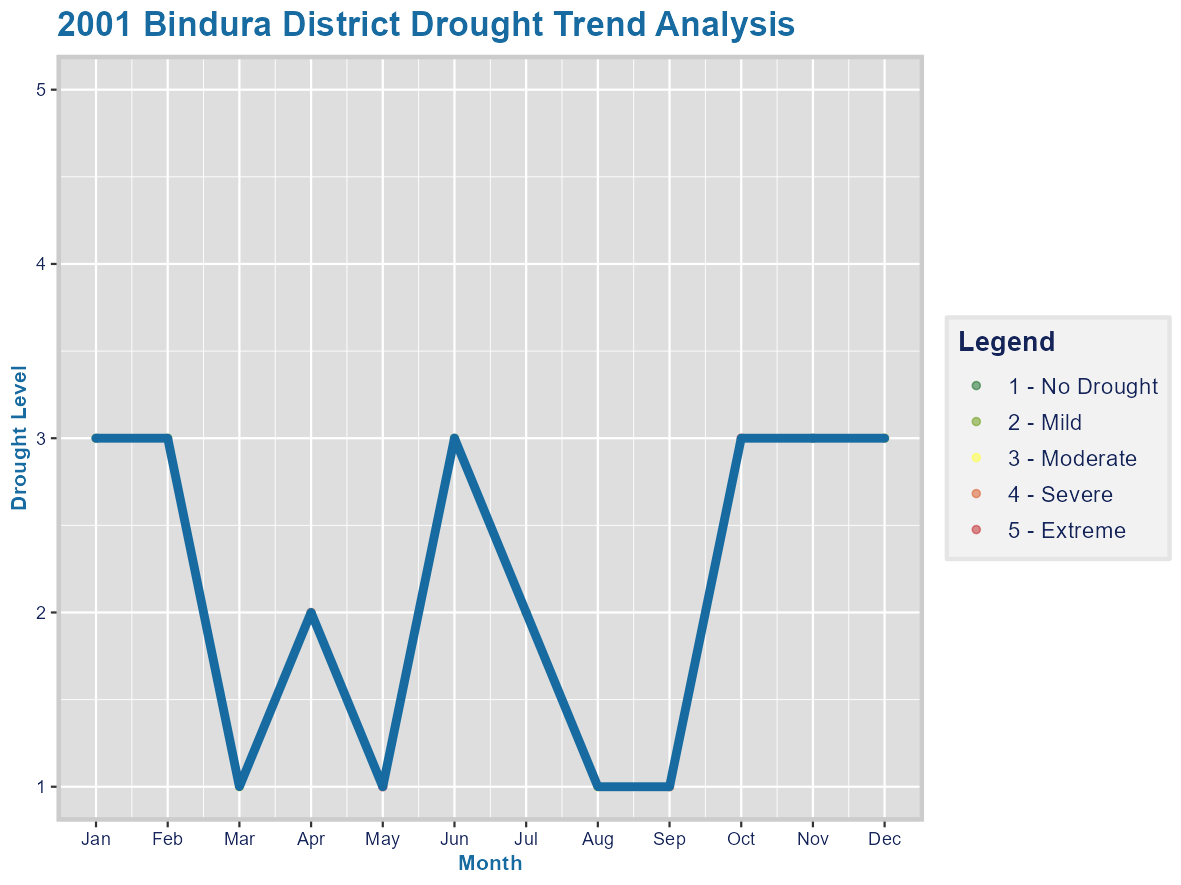 2001 Bindura District Drought Trend Analysis
Drought Level
5
4
3
2
1
Jan Feb Mar Apr May Jun Jul Aug Sep Oct Nov Dec
Month
Legend
1 - No Drought
2 - Mild
3 - Moderate
4 - Severe
5 - Extreme